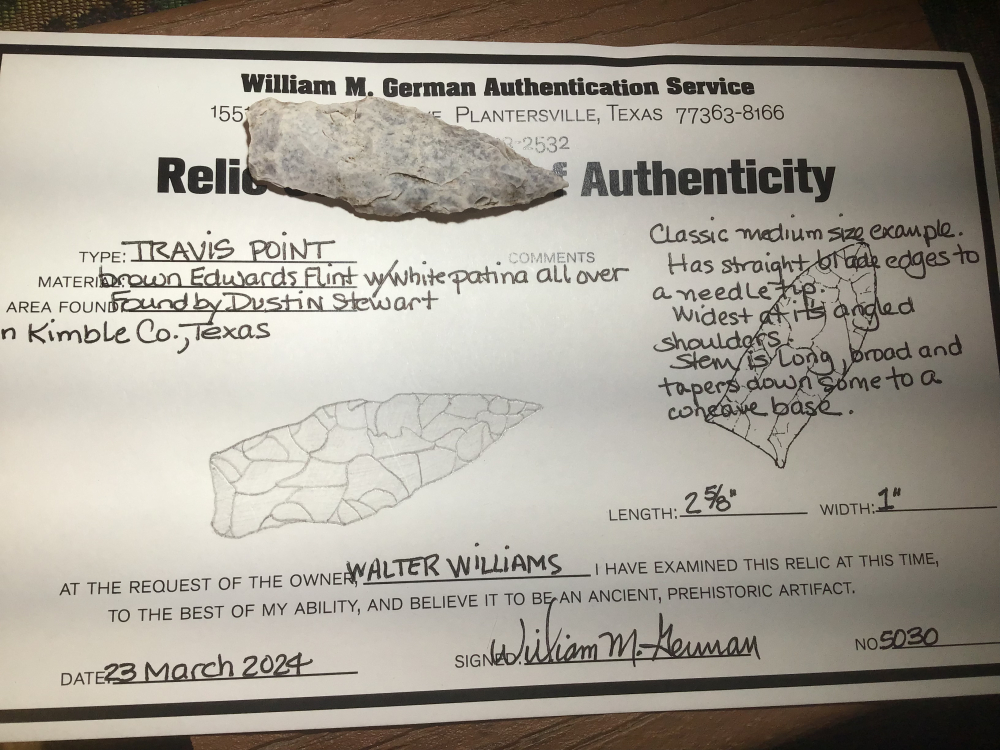 William M. German Authentication Service
155 E PLANTERSVILLE, TEXAS 77363-8166
2532
Relic of Authenticity
TYPE: TRAVIS POINT
MATERIAL brown Edwards Flint w/white patina all over
AREA FOUND Found by Dustin Stewart
n Kimble Co., Texas
COMMENTS
Classic medium size example.
Has straight blade edges to
a needle tip.
Widest at its angled
shoulders.
Stem is Long, broad and
tapers down some to a
concave base.
LENGTH: 2 5/8" WIDTH: 1"
AT THE REQUEST OF THE OWNER, WALTER WILLIAMS I HAVE EXAMINED THIS RELIC AT THIS TIME,
TO THE BEST OF MY ABILITY, AND BELIEVE IT TO BE AN ANCIENT, PREHISTORIC ARTIFACT.
DATE 23 March 2024 SIGNED William M. German NO 5030